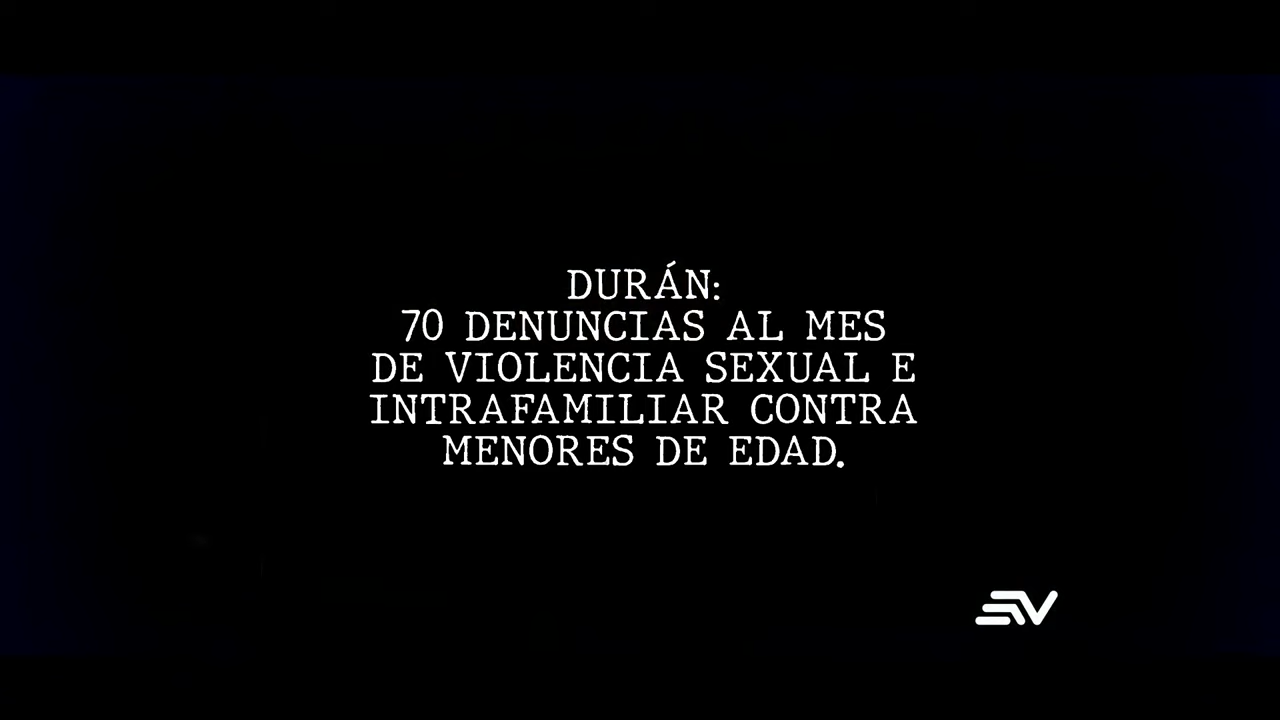 DURÁN:
70 DENUNCIAS AL MES
DE VIOLENCIA SEXUAL E
INTRAFAMILIAR CONTRA
MENORES DE EDAD.